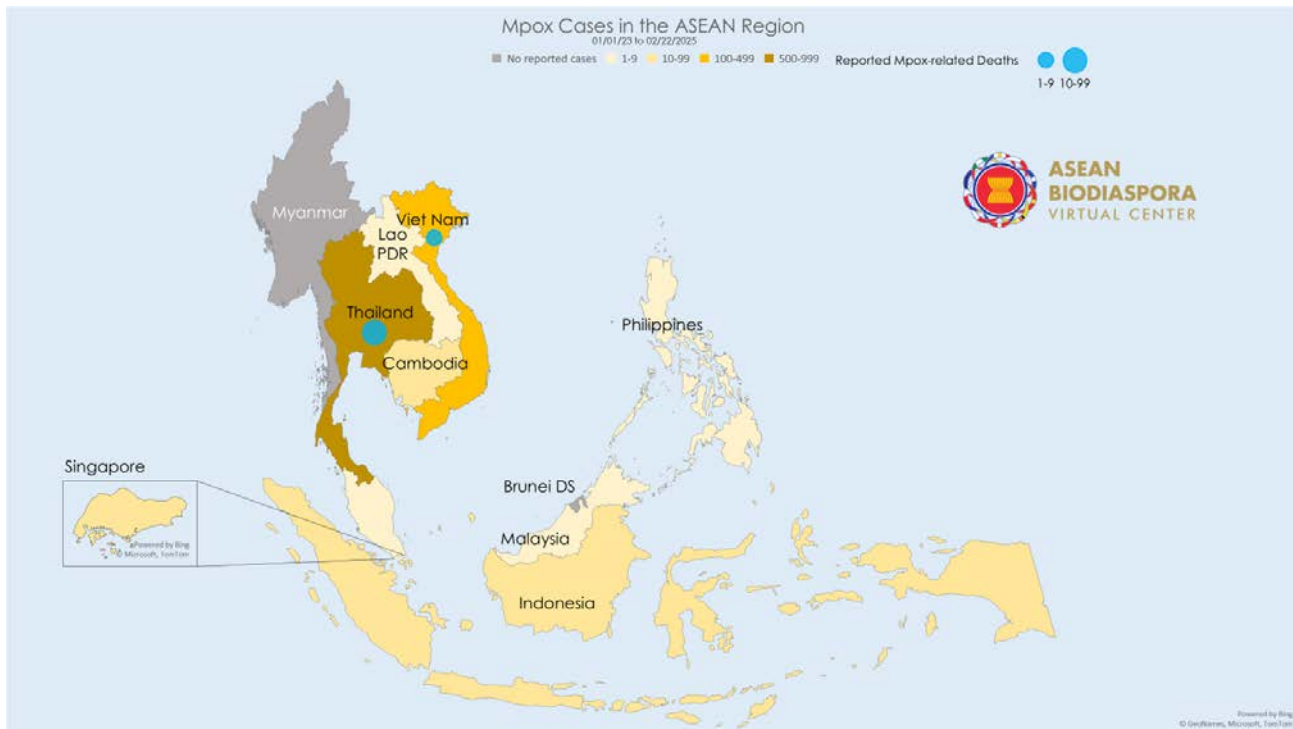 Mpox Cases in the ASEAN Region
01/01/23 to 02/22/2025
No reported cases 1-9 10-99 100-499 500-999 Reported Mpox-related Deaths
1-9 10-99
ASEAN
BIODIASPORA
VIRTUAL CENTER
Myanmar
Viet Nam
Lao
PDR
Thailand
Philippines
Cambodia
Singapore
Powered by Bing
© Microsoft, TomTom
Brunei DS
Malaysia
Indonesia
Powered by Bing
© GeoNames, Microsoft, TomTom